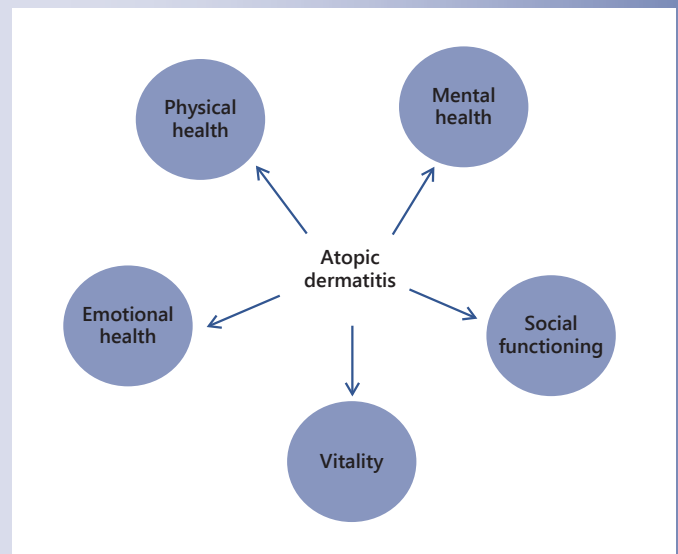 Physical
health
Mental
health
Atopic
dermatitis
Emotional
health
Social
functioning
Vitality